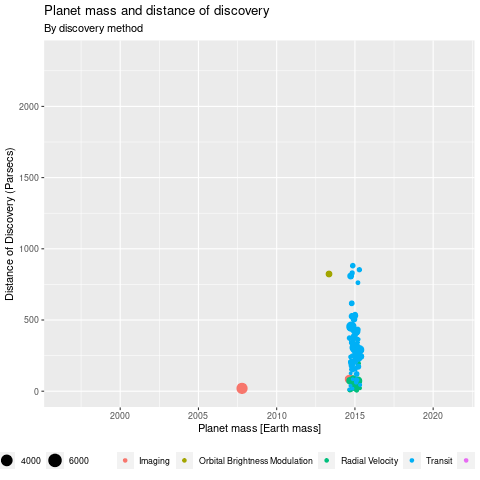 Planet mass and distance of discovery
By discovery method
Distance of Discovery (Parsecs)
2000
1500
1000
500
0
2000 2005 2010 2015 2020
Planet mass [Earth mass]
4000 6000 Imaging Orbital Brightness Modulation Radial Velocity Transit